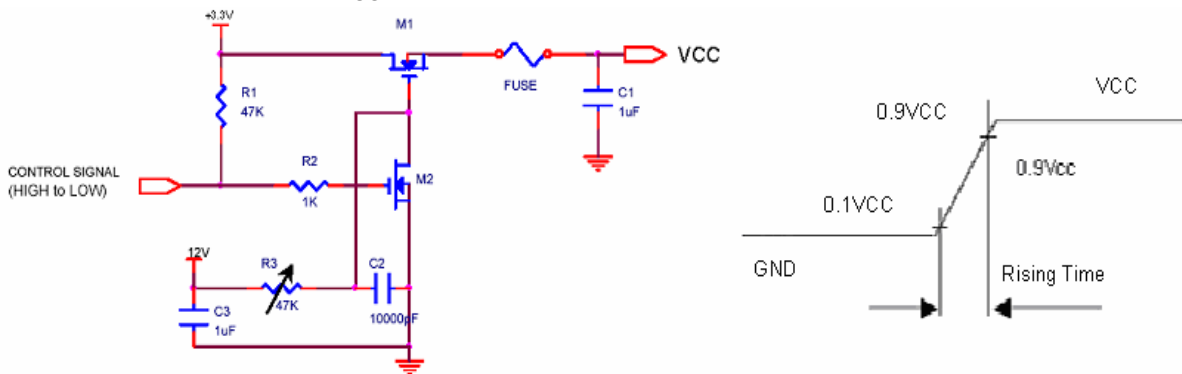 +3.3V
M1
VCC
FUSE
R1
47K
C1
1uF
CONTROL SIGNAL
(HIGH to LOW)
R2
1K
M2
12V
R3
47K
C2
10000pF
C3
1uF
VCC
0.9VCC
0.9Vcc
0.1VCC
GND
Rising Time